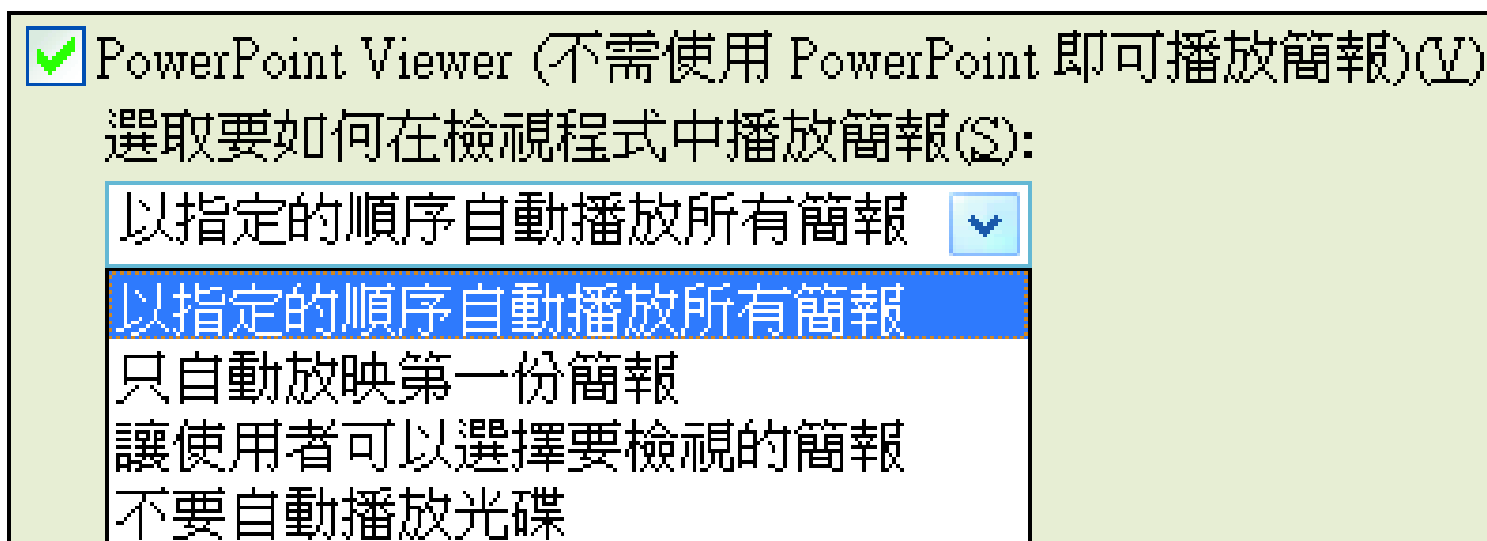 PowerPoint Viewer (不需使用 PowerPoint 即可播放簡報)(V)
選取要如何在檢視程式中播放簡報(S):
以指定的順序自動播放所有簡報
以指定的順序自動播放所有簡報
只自動放映第一份簡報
讓使用者可以選擇要檢視的簡報
不要自動播放光碟